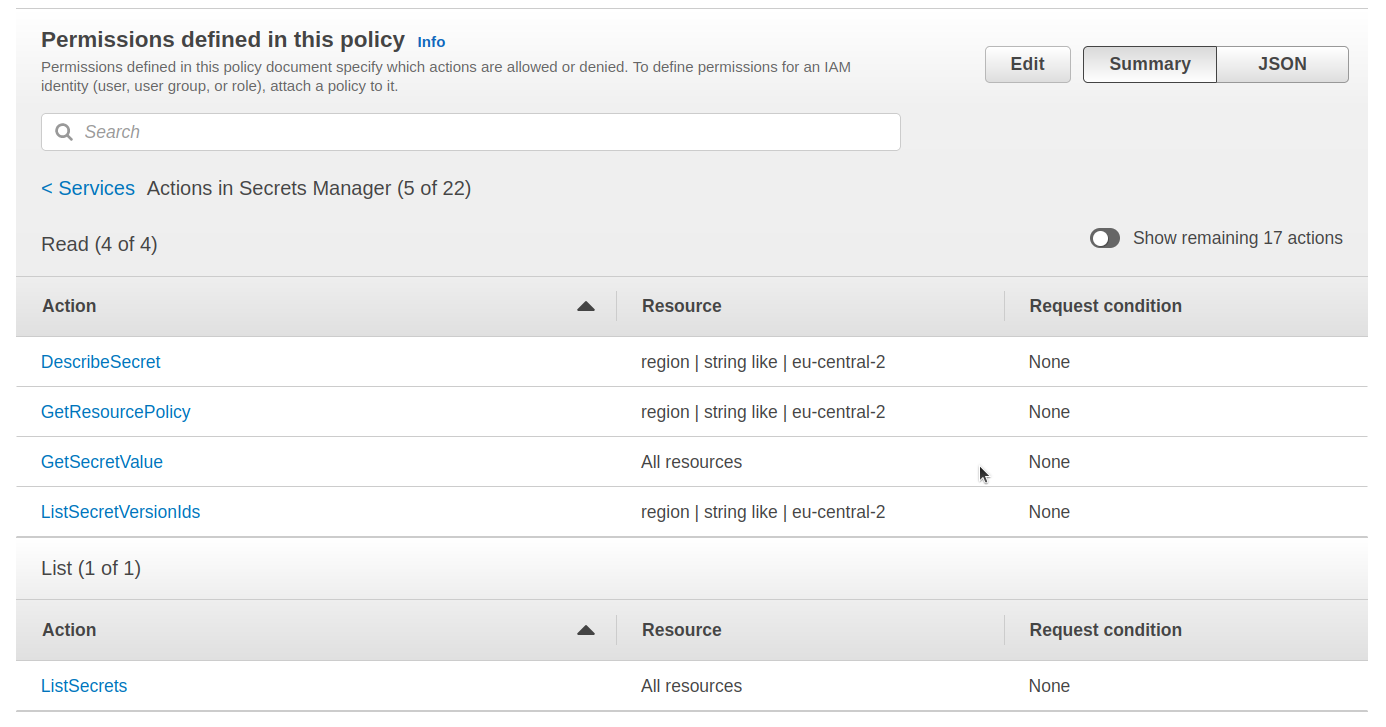 Permissions defined in this policy Info
Permissions defined in this policy document specify which actions are allowed or denied. To define permissions for an IAM
identity (user, user group, or role), attach a policy to it.
Edit Summary JSON
Search
< Services Actions in Secrets Manager (5 of 22)
Read (4 of 4)
Show remaining 17 actions
Action Resource Request condition
DescribeSecret region | string like | eu-central-2 None
GetResourcePolicy region | string like | eu-central-2 None
GetSecretValue All resources None
ListSecretVersionIds region | string like | eu-central-2 None
List (1 of 1)
Action Resource Request condition
ListSecrets All resources None